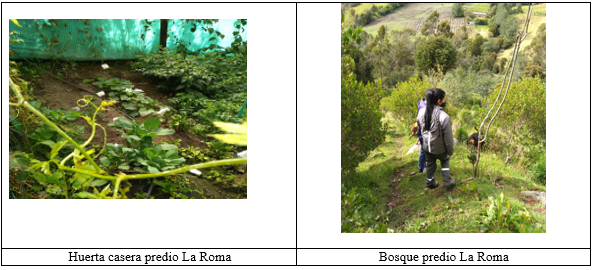 Huerta casera predio La Roma
Bosque predio La Roma